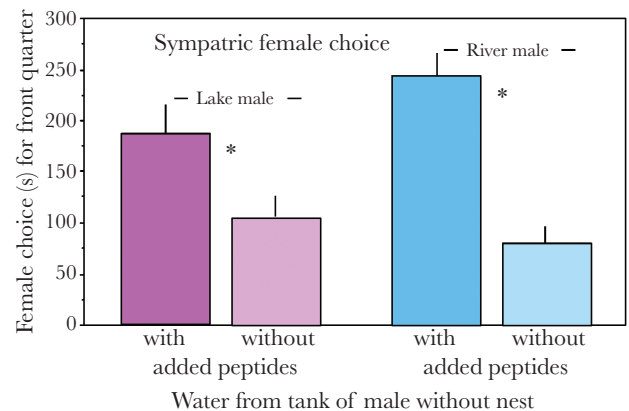 Female choice (s) for front quarter
300
250
200
150
100
50
0
Sympatric female choice
River male
Lake male
*
*
with without with without
added peptides added peptides
Water from tank of male without nest